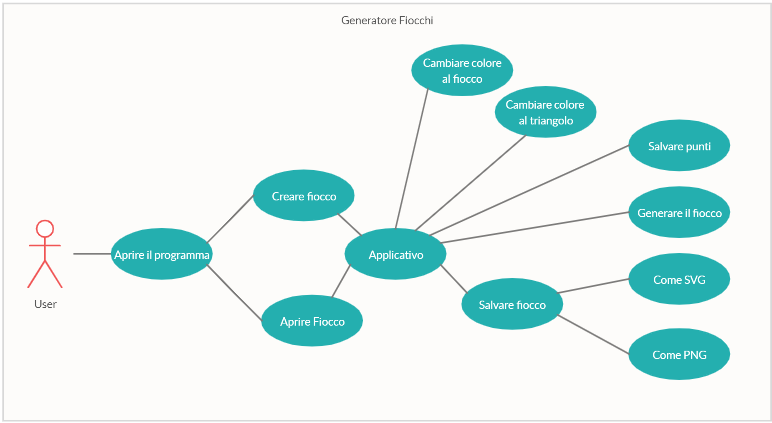 Generatore Fiocchi
Cambiare colore
al fiocco
Cambiare colore
al triangolo
Salvare punti
Creare fiocco
Generare il fiocco
Aprire il programma
Applicativo
Come SVG
User
Salvare fiocco
Aprire Fiocco
Come PNG